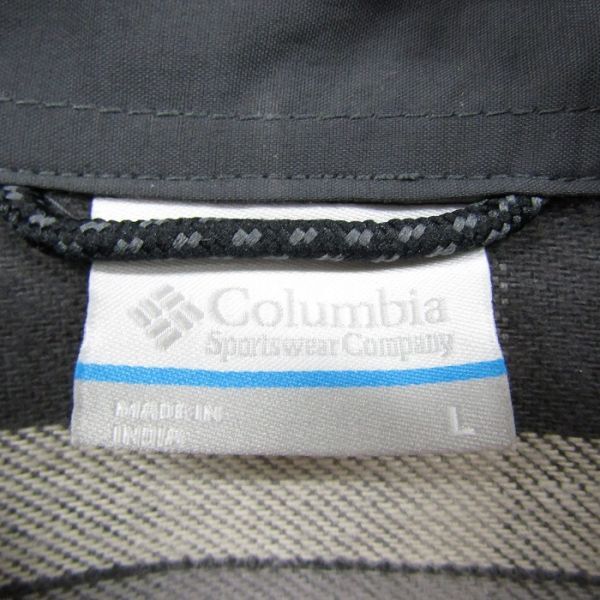 Columbia
Sportswear Company
MADE IN
INDIA
L